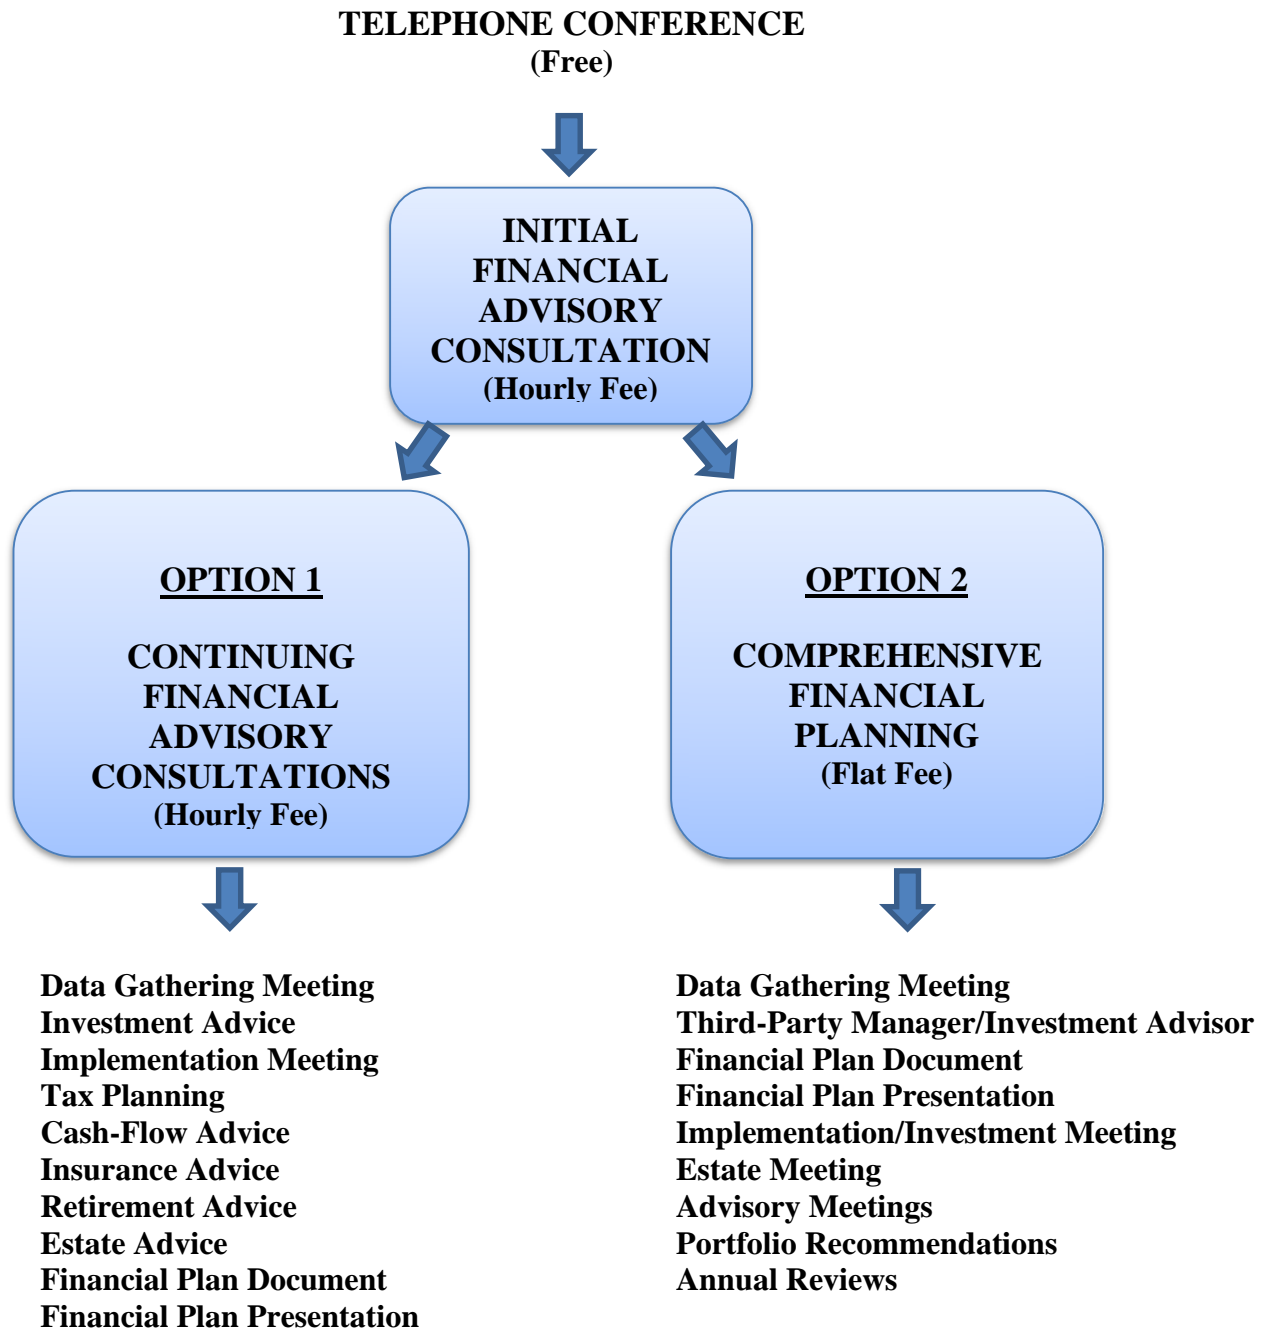 TELEPHONE CONFERENCE
(Free)
INITIAL
FINANCIAL
ADVISORY
CONSULTATION
(Hourly Fee)
OPTION 1
CONTINUING
FINANCIAL
ADVISORY
CONSULTATIONS
(Hourly Fee)
OPTION 2
COMPREHENSIVE
FINANCIAL
PLANNING
(Flat Fee)
Data Gathering Meeting
Investment Advice
Implementation Meeting
Tax Planning
Cash-Flow Advice
Insurance Advice
Retirement Advice
Estate Advice
Financial Plan Document
Financial Plan Presentation
Data Gathering Meeting
Third-Party Manager/Investment Advisor
Financial Plan Document
Financial Plan Presentation
Implementation/Investment Meeting
Estate Meeting
Advisory Meetings
Portfolio Recommendations
Annual Reviews